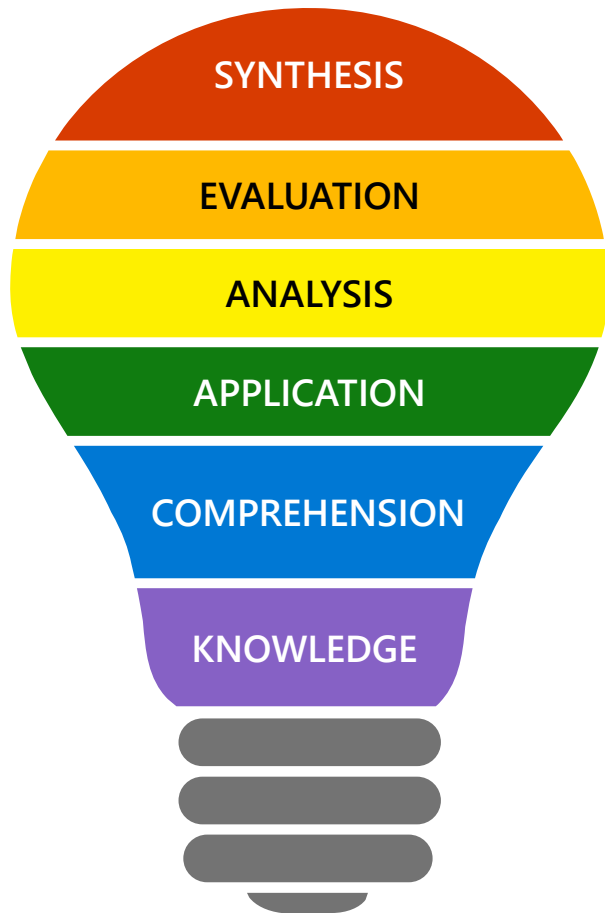 SYNTHESIS
EVALUATION
ANALYSIS
APPLICATION
COMPREHENSION
KNOWLEDGE